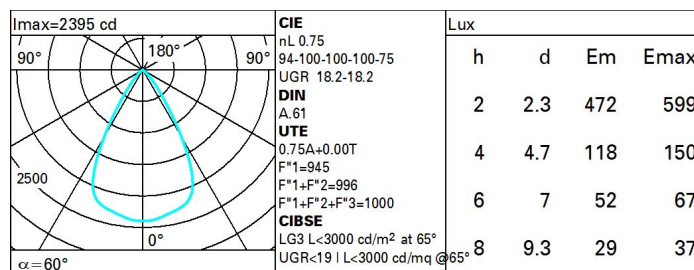 Imax=2395 cd
90° 180° 90°
2500
0°
α=60°
CIE
nL 0.75
94-100-100-100-75
UGR 18.2-18.2
DIN
A.61
UTE
0.75A+0.00T
F"1=945
F"1+F"2=996
F"1+F"2+F"3=1000
CIBSE
LG3 L<3000 cd/m² at 65°
UGR<19 | L<3000 cd/mq @65°
Lux
h d Em Emax
2 2.3 472 599
4 4.7 118 150
6 7 52 67
8 9.3 29 37